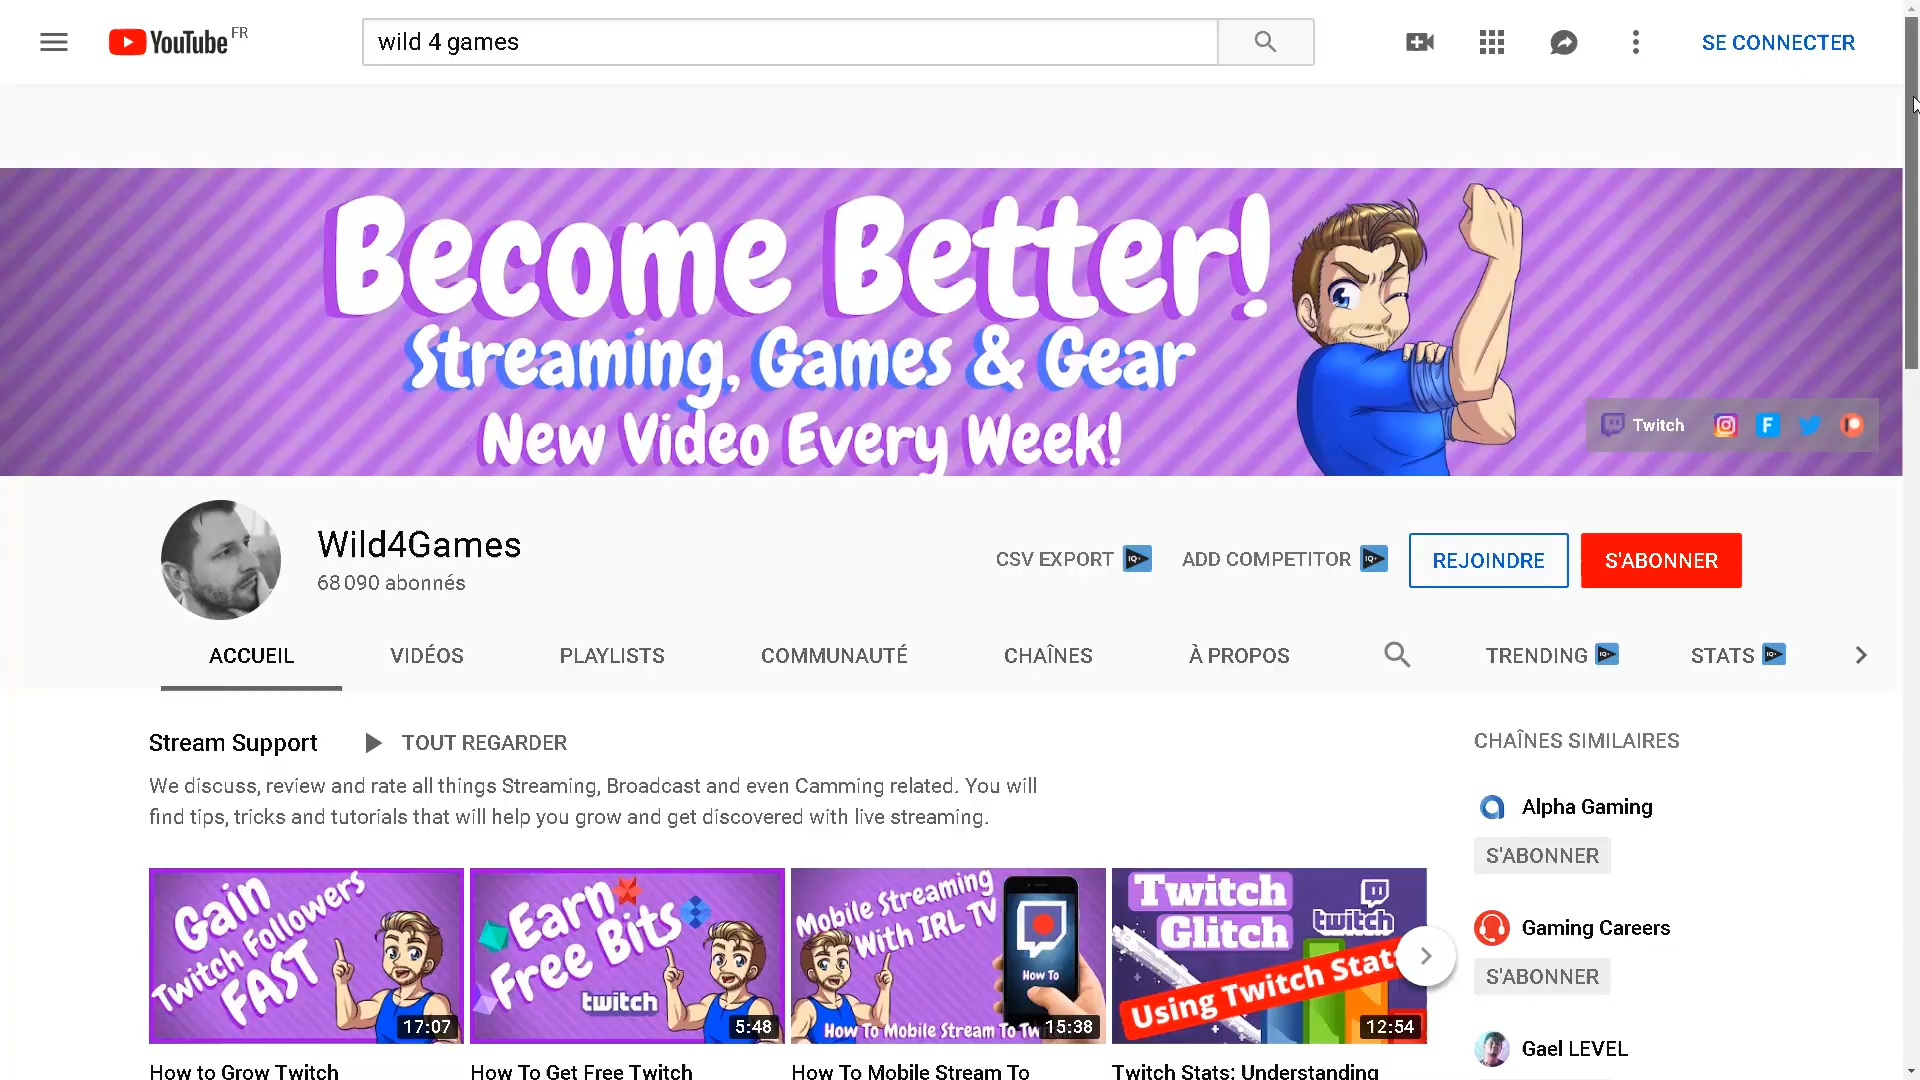 YouTube FR
wild 4 games
SE CONNECTER
Become Better!
Streaming, Games & Gear
New Video Every Week!
Twitch
Wild4Games
68 090 abonnés
CSV EXPORT
ADD COMPETITOR
REJOINDRE
S'ABONNER
ACCUEIL
VIDÉOS
PLAYLISTS
COMMUNAUTÉ
CHAÎNES
À PROPOS
TRENDING
STATS
Stream Support
TOUT REGARDER
We discuss, review and rate all things Streaming, Broadcast and even Camming related. You will
find tips, tricks and tutorials that will help you grow and get discovered with live streaming.
Gain
Twitch Followers
FAST
17:07
Earn
Free Bits
twitch
5:48
Mobile Streaming
With IRL TV
How To
How To Mobile Stream To
15:38
Twitch
Glitch
twitch
Using Twitch Stats
12:54
How to Grow Twitch
How To Get Free Twitch
How To Mobile Stream To
Twitch Stats: Understanding
CHAÎNES SIMILAIRES
Alpha Gaming
S'ABONNER
Gaming Careers
S'ABONNER
Gael LEVEL